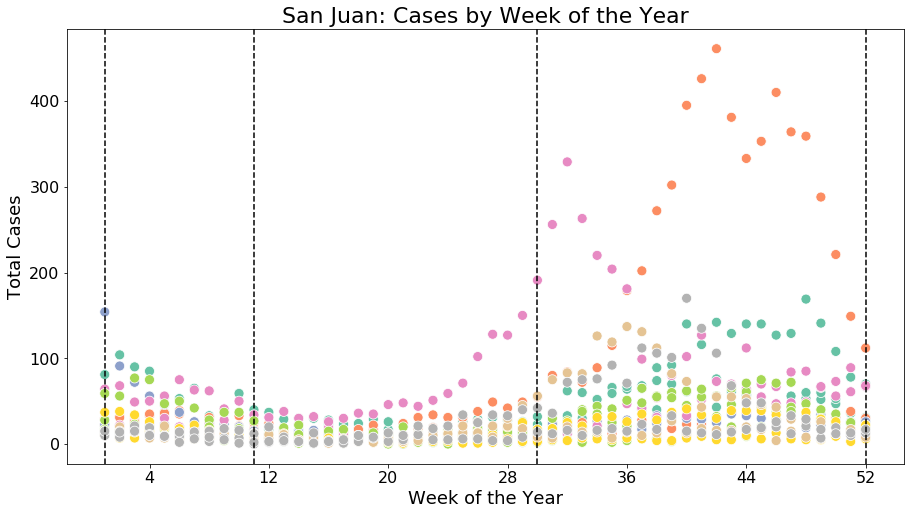 San Juan: Cases by Week of the Year
Total Cases
400
300
200
100
0
4 12 20 28 36 44 52
Week of the Year